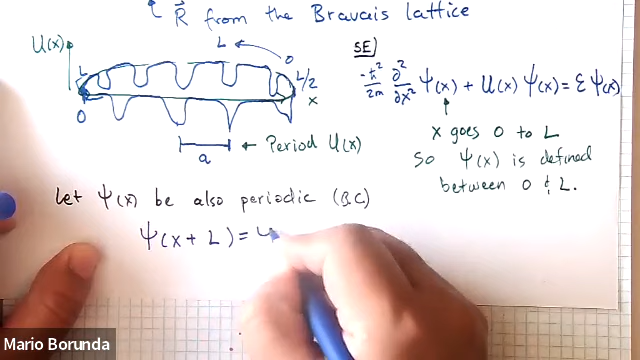 R⃗ from the Bravais lattice
U(x)
L
L
0
L/2
x
0
Period U(x)
a
SE)
-ħ²/2m ∂²/∂x² Ψ(x) + U(x) Ψ(x) = ε Ψ(x)
x goes 0 to L
So Ψ(x) is defined
between 0 & L.
Let Ψ(x) be also periodic (BC)
Ψ(x + L) =
Mario Borunda